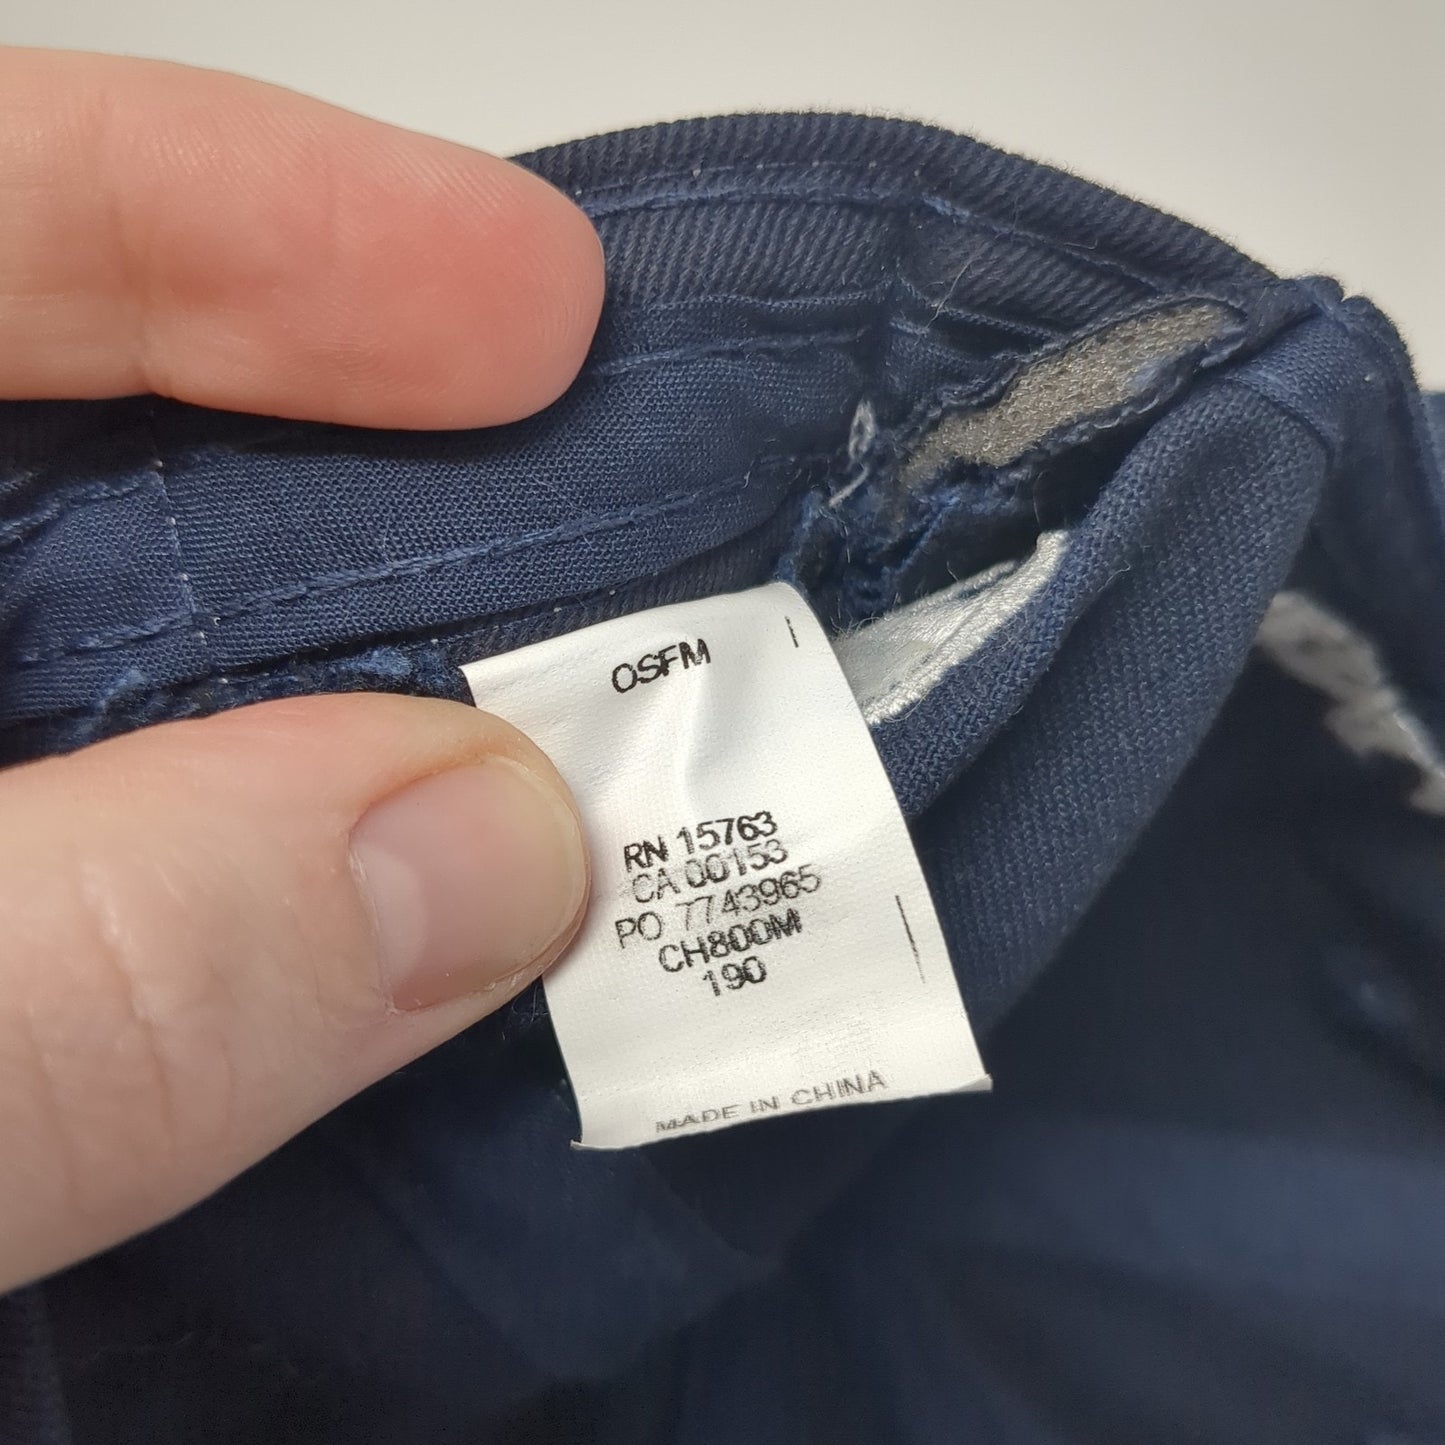 OSFM
RN 15763
CA 00153
PO 7743965
CH800M
190
MADE IN CHINA